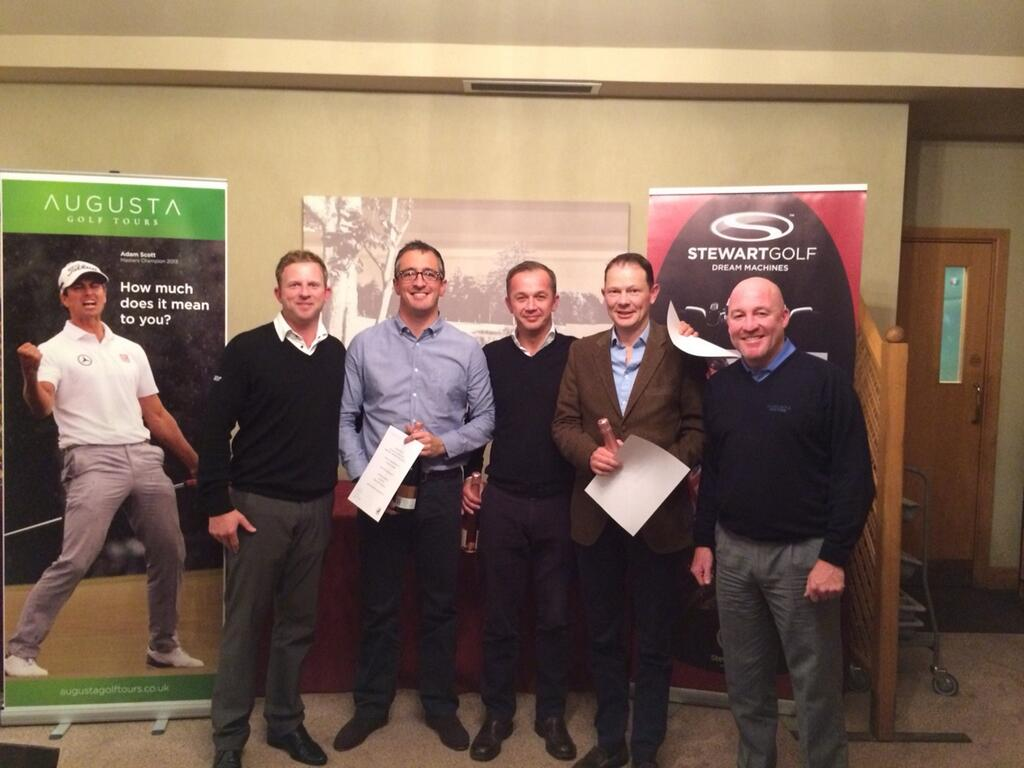 AUGUSTA
GOLF TOURS
Adam Scott
Masters Champion 2013
How much
does it mean
to you?
Titleist
augustagolftours.co.uk
STEWARTGOLF
DREAM MACHINES